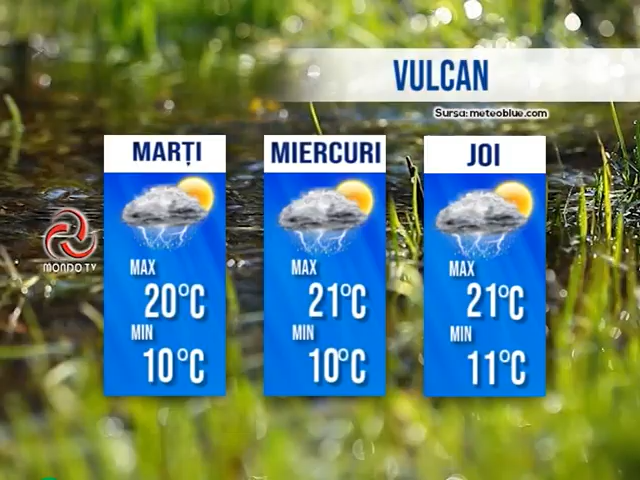 VULCAN
Sursa: meteoblue.com
MARȚI
MAX
20°C
MIN
10°C
MIERCURI
MAX
21°C
MIN
10°C
JOI
MAX
21°C
MIN
11°C
MONDO TV